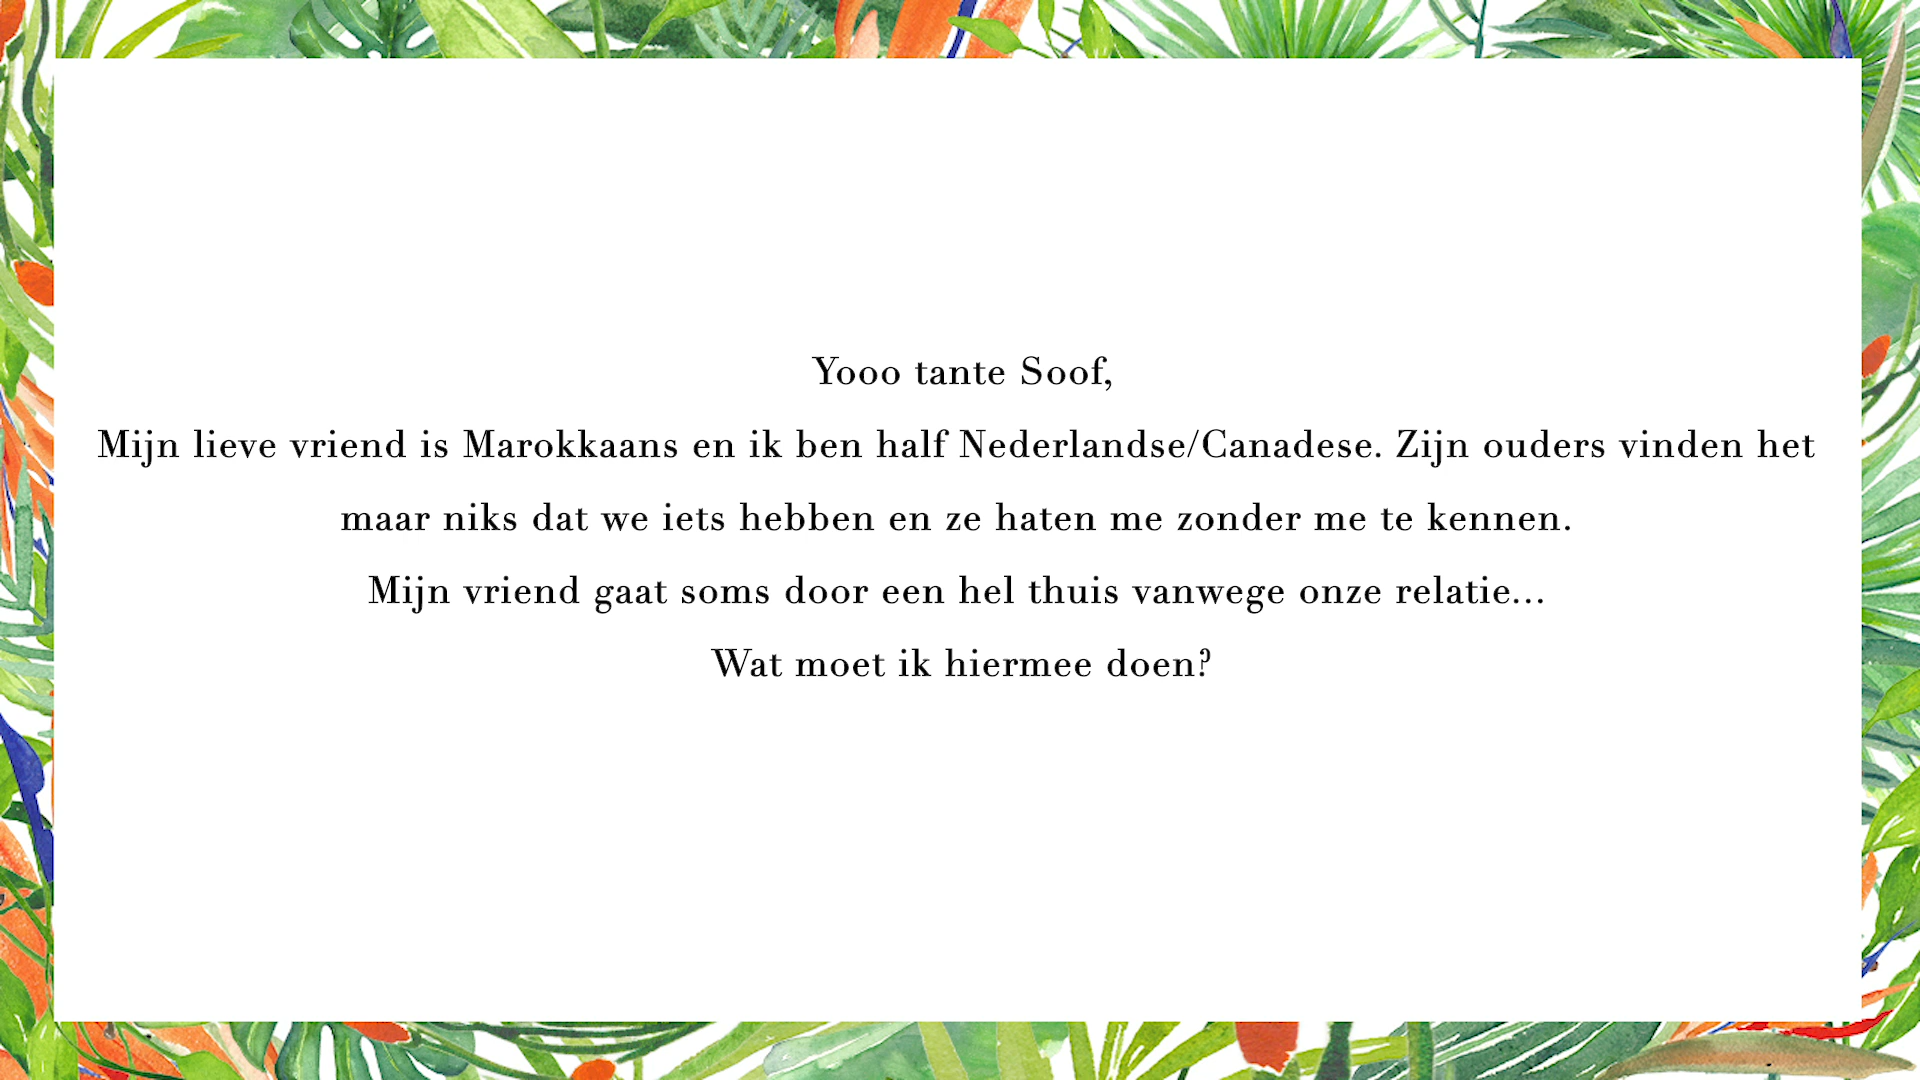 Yooo tante Soof,
Mijn lieve vriend is Marokkaans en ik ben half Nederlandse/Canadese. Zijn ouders vinden het
maar niks dat we iets hebben en ze haten me zonder me te kennen.
Mijn vriend gaat soms door een hel thuis vanwege onze relatie...
Wat moet ik hiermee doen?